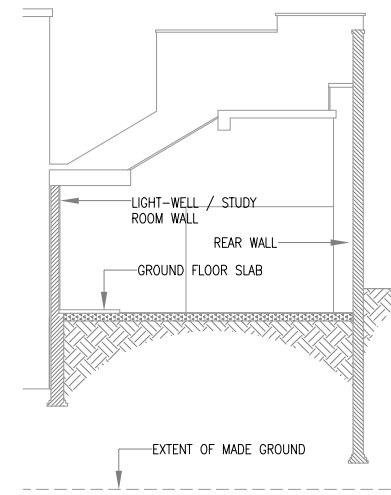 LIGHT-WELL / STUDY
ROOM WALL
REAR WALL
GROUND FLOOR SLAB
EXTENT OF MADE GROUND